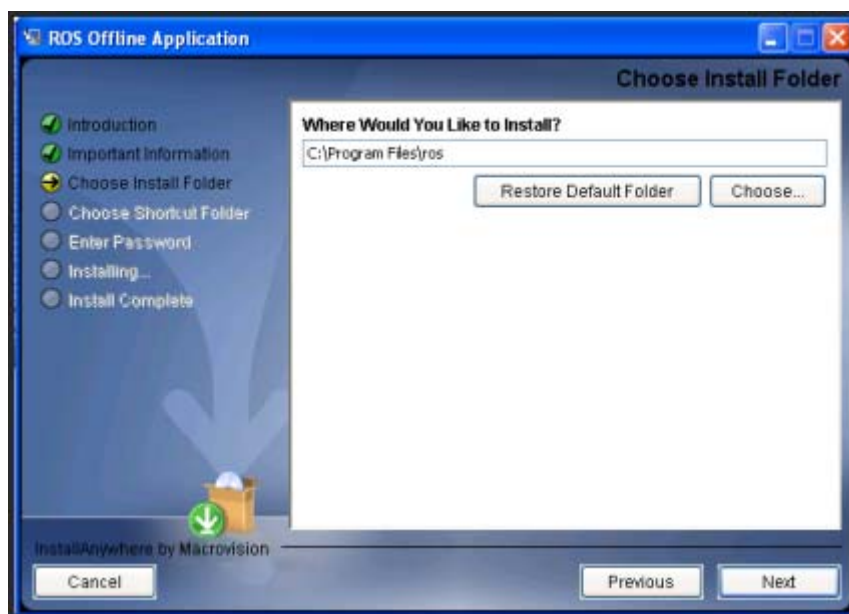 ROS Offline Application
Choose Install Folder
Introduction
Important Information
Choose Install Folder
Choose Shortcut Folder
Enter Password
Installing...
Install Complete
Where Would You Like to Install?
C:\Program Files\ros
Restore Default Folder
Choose...
InstallAnywhere by Macrovision
Cancel
Previous
Next